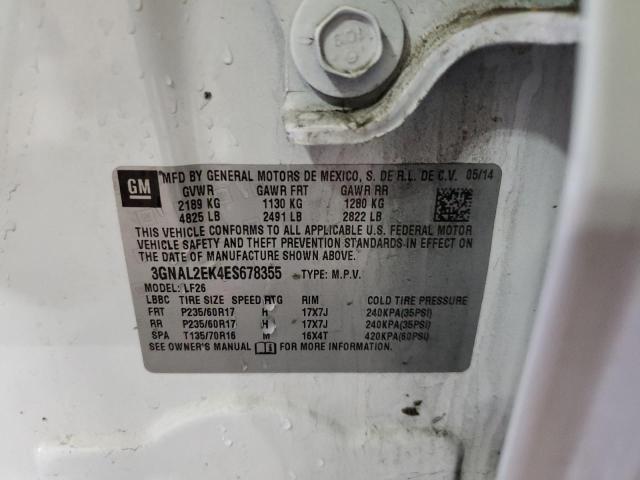 MFD BY GENERAL MOTORS DE MEXICO, S. DE R.L. DE C.V. 05/14
GM
GVWR GAWR FRT GAWR RR
2189 KG 1130 KG 1280 KG
4825 LB 2491 LB 2822 LB
THIS VEHICLE CONFORMS TO ALL APPLICABLE U.S. FEDERAL MOTOR
VEHICLE SAFETY AND THEFT PREVENTION STANDARDS IN EFFECT ON
THE DATE OF MANUFACTURE SHOWN ABOVE.
3GNAL2EK4ES678355 TYPE: M.P.V.
MODEL: LF26
LBBC TIRE SIZE SPEED RTG RIM COLD TIRE PRESSURE
FRT P235/60R17 H 17X7J 240KPA(35PSI)
RR P235/60R17 H 17X7J 240KPA(35PSI)
SPA T135/70R16 M 16X4T 420KPA(60PSI)
SEE OWNER'S MANUAL FOR MORE INFORMATION.